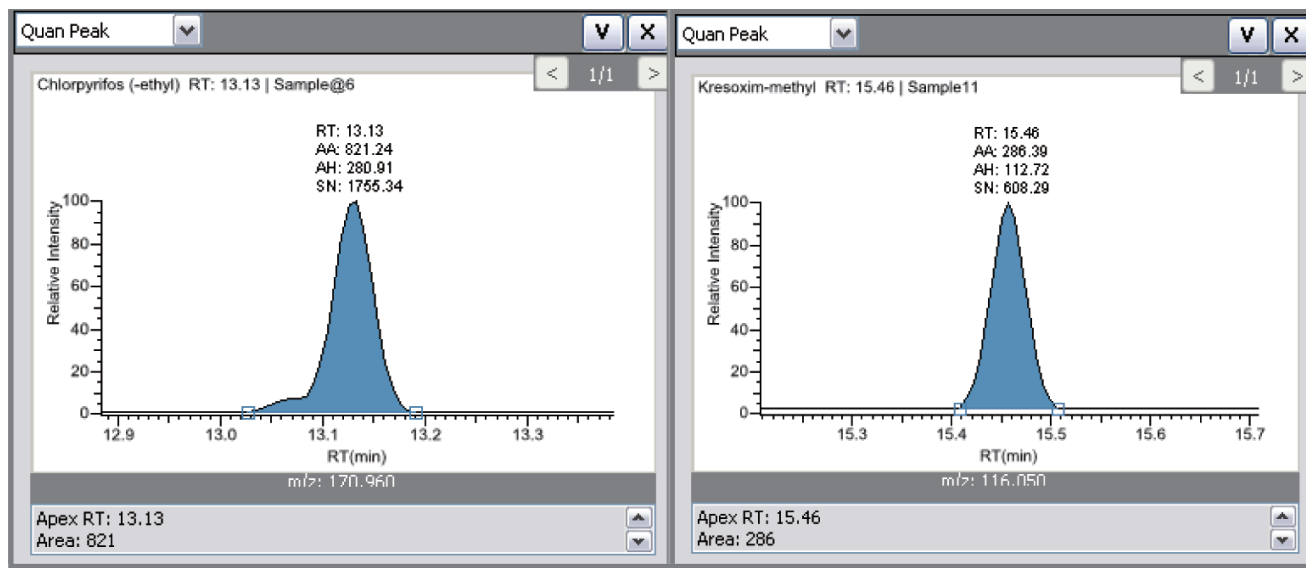 Quan Peak
V X
< 1/1 >
Chlorpyrifos (-ethyl) RT: 13.13 | Sample@6
RT: 13.13
AA: 821.24
AH: 280.91
SN: 1755.34
Relative Intensity
100
80
60
40
20
0
12.9 13.0 13.1 13.2 13.3
RT(min)
m/z: 170.960
Apex RT: 13.13
Area: 821
Quan Peak
V X
< 1/1 >
Kresoxim-methyl RT: 15.46 | Sample11
RT: 15.46
AA: 286.39
AH: 112.72
SN: 608.29
Relative Intensity
100
80
60
40
20
0
15.3 15.4 15.5 15.6 15.7
RT(min)
m/z: 116.050
Apex RT: 15.46
Area: 286